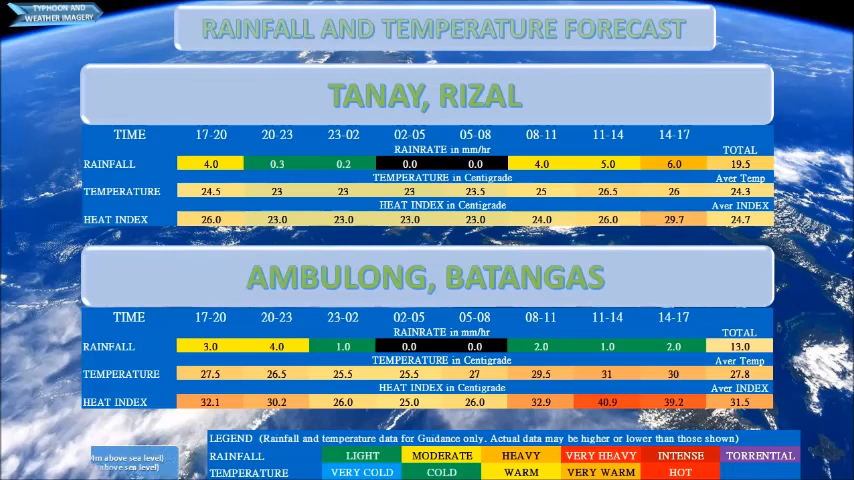 TYPHOON AND
WEATHER IMAGERY
RAINFALL AND TEMPERATURE FORECAST
TANAY, RIZAL
TIME 17-20 20-23 23-02 02-05 05-08 08-11 11-14 14-17
RAINRATE in mm/hr TOTAL
RAINFALL 4.0 0.3 0.2 0.0 0.0 4.0 5.0 6.0 19.5
TEMPERATURE in Centigrade Aver Temp
TEMPERATURE 24.5 23 23 23 23.5 25 26.5 26 24.3
HEAT INDEX in Centigrade Aver INDEX
HEAT INDEX 26.0 23.0 23.0 23.0 23.0 24.0 26.0 29.7 24.7
AMBULONG, BATANGAS
TIME 17-20 20-23 23-02 02-05 05-08 08-11 11-14 14-17
RAINRATE in mm/hr TOTAL
RAINFALL 3.0 4.0 1.0 0.0 0.0 2.0 1.0 2.0 13.0
TEMPERATURE in Centigrade Aver Temp
TEMPERATURE 27.5 26.5 25.5 25.5 27 29.5 31 30 27.8
HEAT INDEX in Centigrade Aver INDEX
HEAT INDEX 32.1 30.2 26.0 25.0 26.0 32.9 40.9 39.2 31.5
LEGEND (Rainfall and temperature data for Guidance only. Actual data may be higher or lower than those shown)
RAINFALL LIGHT MODERATE HEAVY VERY HEAVY INTENSE TORRENTIAL
TEMPERATURE VERY COLD COLD WARM VERY WARM HOT
above sea level)
above sea level)